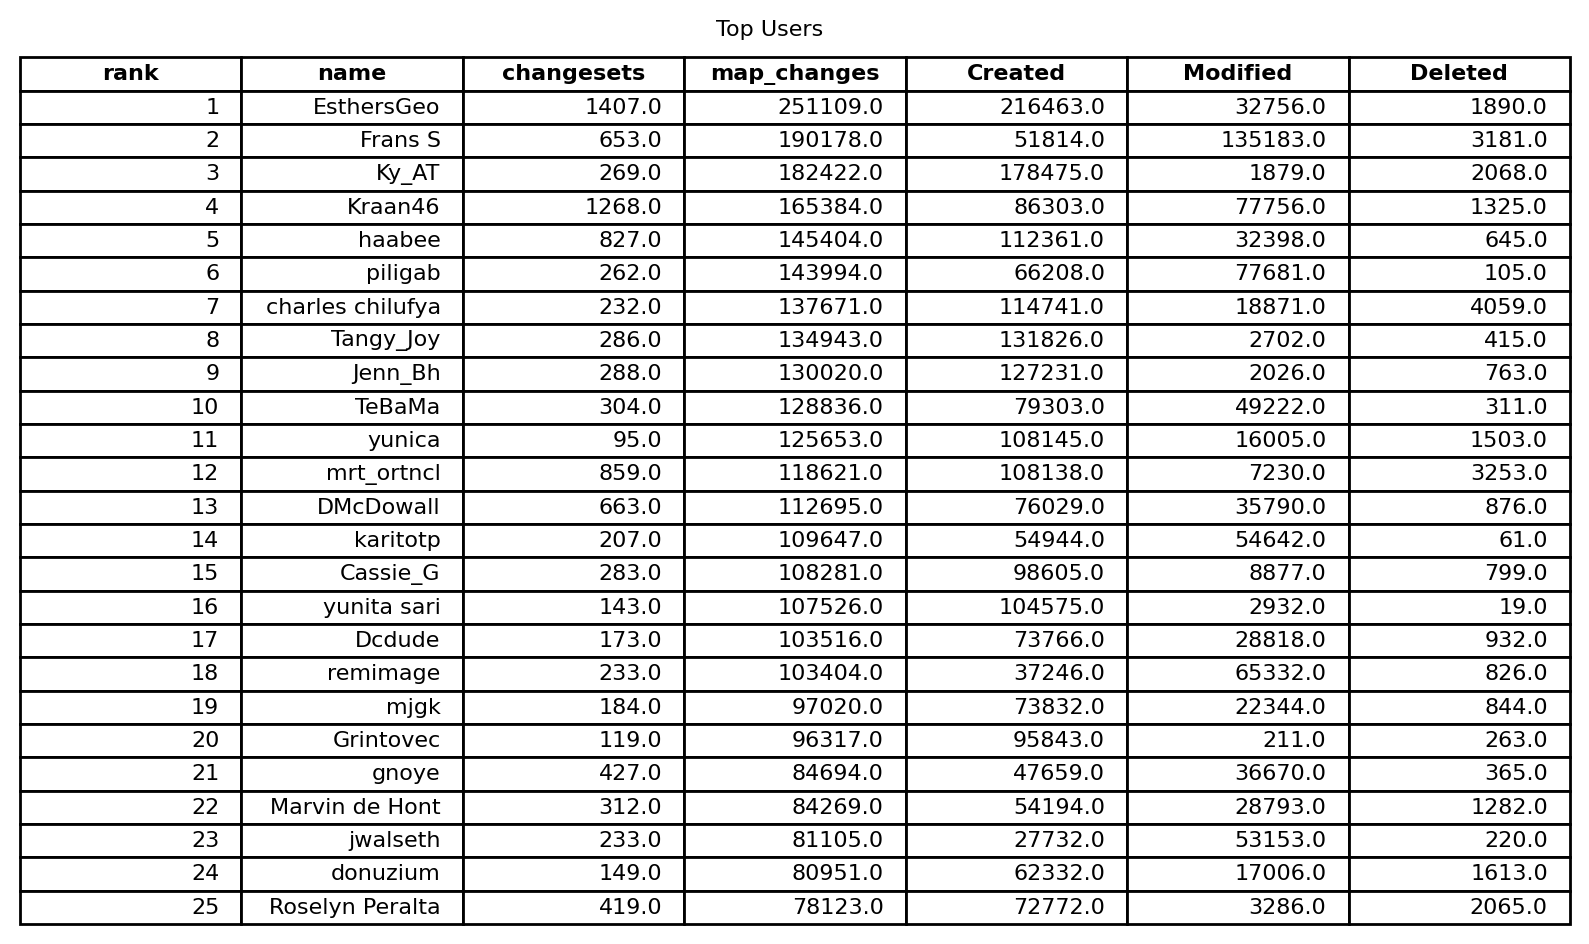 Top Users
rank name changesets map_changes Created Modified Deleted
1 EsthersGeo 1407.0 251109.0 216463.0 32756.0 1890.0
2 Frans S 653.0 190178.0 51814.0 135183.0 3181.0
3 Ky_AT 269.0 182422.0 178475.0 1879.0 2068.0
4 Kraan46 1268.0 165384.0 86303.0 77756.0 1325.0
5 haabee 827.0 145404.0 112361.0 32398.0 645.0
6 piligab 262.0 143994.0 66208.0 77681.0 105.0
7 charles chilufya 232.0 137671.0 114741.0 18871.0 4059.0
8 Tangy_Joy 286.0 134943.0 131826.0 2702.0 415.0
9 Jenn_Bh 288.0 130020.0 127231.0 2026.0 763.0
10 TeBaMa 304.0 128836.0 79303.0 49222.0 311.0
11 yunica 95.0 125653.0 108145.0 16005.0 1503.0
12 mrt_ortncl 859.0 118621.0 108138.0 7230.0 3253.0
13 DMcDowall 663.0 112695.0 76029.0 35790.0 876.0
14 karitotp 207.0 109647.0 54944.0 54642.0 61.0
15 Cassie_G 283.0 108281.0 98605.0 8877.0 799.0
16 yunita sari 143.0 107526.0 104575.0 2932.0 19.0
17 Dcdude 173.0 103516.0 73766.0 28818.0 932.0
18 remimage 233.0 103404.0 37246.0 65332.0 826.0
19 mjgk 184.0 97020.0 73832.0 22344.0 844.0
20 Grintovec 119.0 96317.0 95843.0 211.0 263.0
21 gnoye 427.0 84694.0 47659.0 36670.0 365.0
22 Marvin de Hont 312.0 84269.0 54194.0 28793.0 1282.0
23 jwalseth 233.0 81105.0 27732.0 53153.0 220.0
24 donuzium 149.0 80951.0 62332.0 17006.0 1613.0
25 Roselyn Peralta 419.0 78123.0 72772.0 3286.0 2065.0